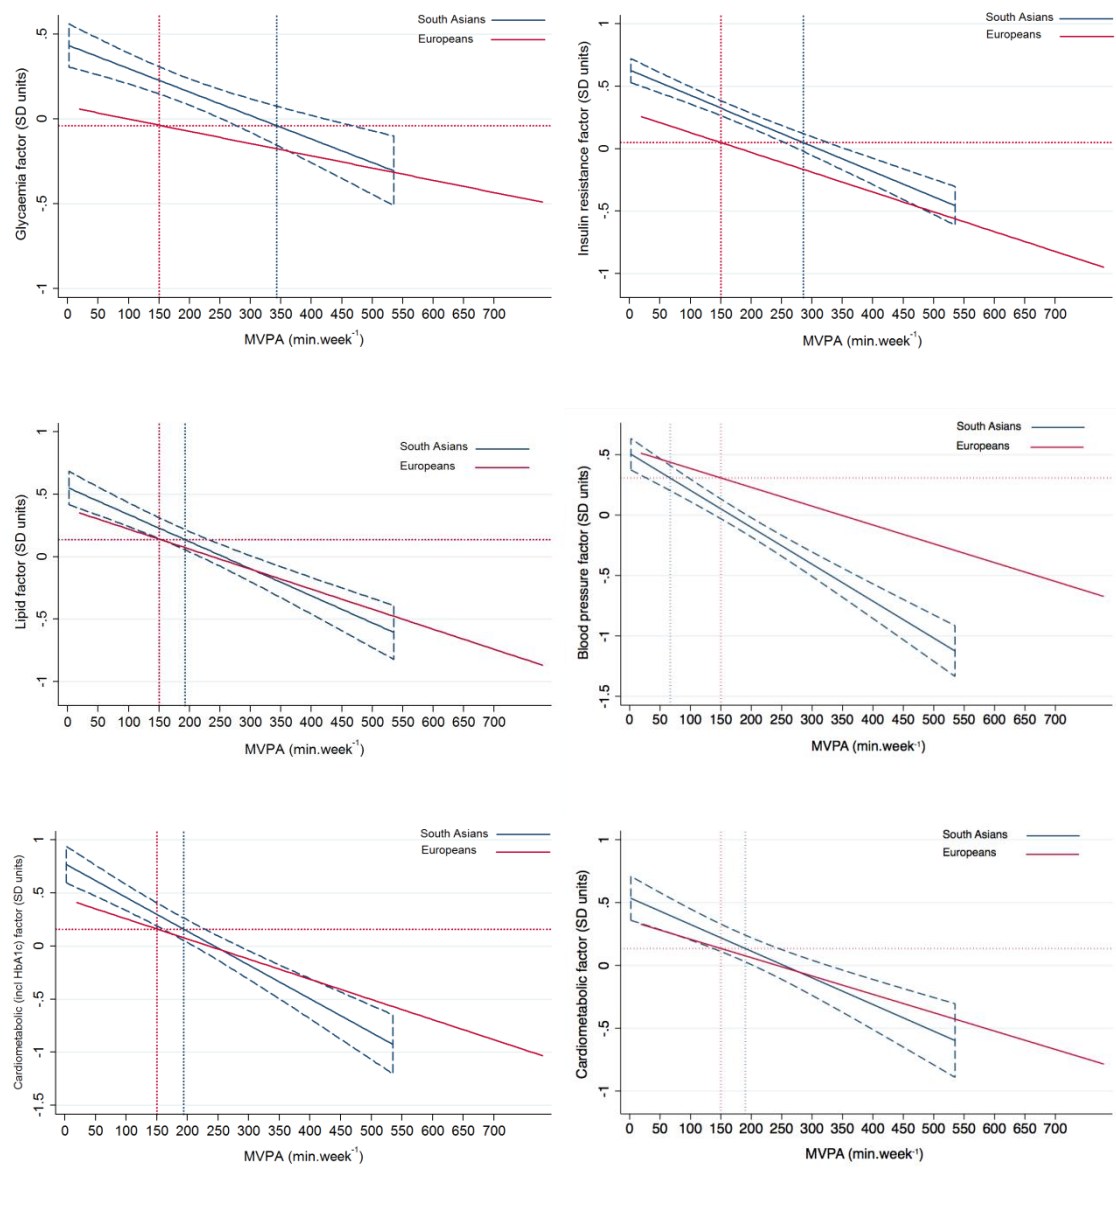 South Asians
Europeans
Glycaemia factor (SD units)
.5
0
-.5
-1
0 50 100 150 200 250 300 350 400 450 500 550 600 650 700
MVPA (min.week-1)
South Asians
Europeans
Insulin resistance factor (SD units)
1
.5
0
-.5
-1
0 50 100 150 200 250 300 350 400 450 500 550 600 650 700
MVPA (min.week-1)
South Asians
Europeans
Lipid factor (SD units)
1
.5
0
-.5
-1
0 50 100 150 200 250 300 350 400 450 500 550 600 650 700
MVPA (min.week-1)
South Asians
Europeans
Blood pressure factor (SD units)
.5
0
-.5
-1
-1.5
0 50 100 150 200 250 300 350 400 450 500 550 600 650 700
MVPA (min.week-1)
South Asians
Europeans
Cardiometabolic (incl HbA1c) factor (SD units)
1
.5
0
-.5
-1
-1.5
0 50 100 150 200 250 300 350 400 450 500 550 600 650 700
MVPA (min.week-1)
South Asians
Europeans
Cardiometabolic factor (SD units)
1
.5
0
-.5
-1
0 50 100 150 200 250 300 350 400 450 500 550 600 650 700
MVPA (min.week-1)